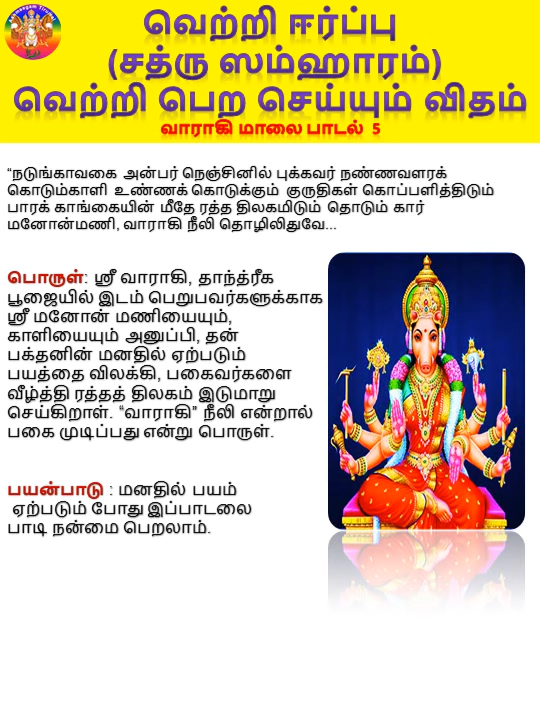 வெற்றி ஈர்ப்பு
(சத்ரு ஸம்ஹாரம்)
வெற்றி பெற செய்யும் விதம்
வாராகி மாலை பாடல் 5
“நடுங்காவகை அன்பர் நெஞ்சினில் புக்கவர் நண்ணவளரக்
கொடும்காளி உண்ணக் கொடுக்கும் குருதிகள் கொப்பளித்திடும்
பாரக் காங்கையின் மீதே ரத்த திலகமிடும் தொடும் கார்
மனோன்மணி, வாராகி நீலி தொழிலிதுவே...
பொருள்: ஸ்ரீ வாராகி, தாந்த்ரீக
பூஜையில் இடம் பெறுபவர்களுக்காக
ஸ்ரீ மனோன் மணியையும்,
காளியையும் அனுப்பி, தன்
பக்தனின் மனதில் ஏற்படும்
பயத்தை விலக்கி, பகைவர்களை
வீழ்த்தி ரத்தத் திலகம் இடுமாறு
செய்கிறாள். “வாராகி” நீலி என்றால்
பகை முடிப்பது என்று பொருள்.
பயன்பாடு : மனதில் பயம்
ஏற்படும் போது இப்பாடலை
பாடி நன்மை பெறலாம்.